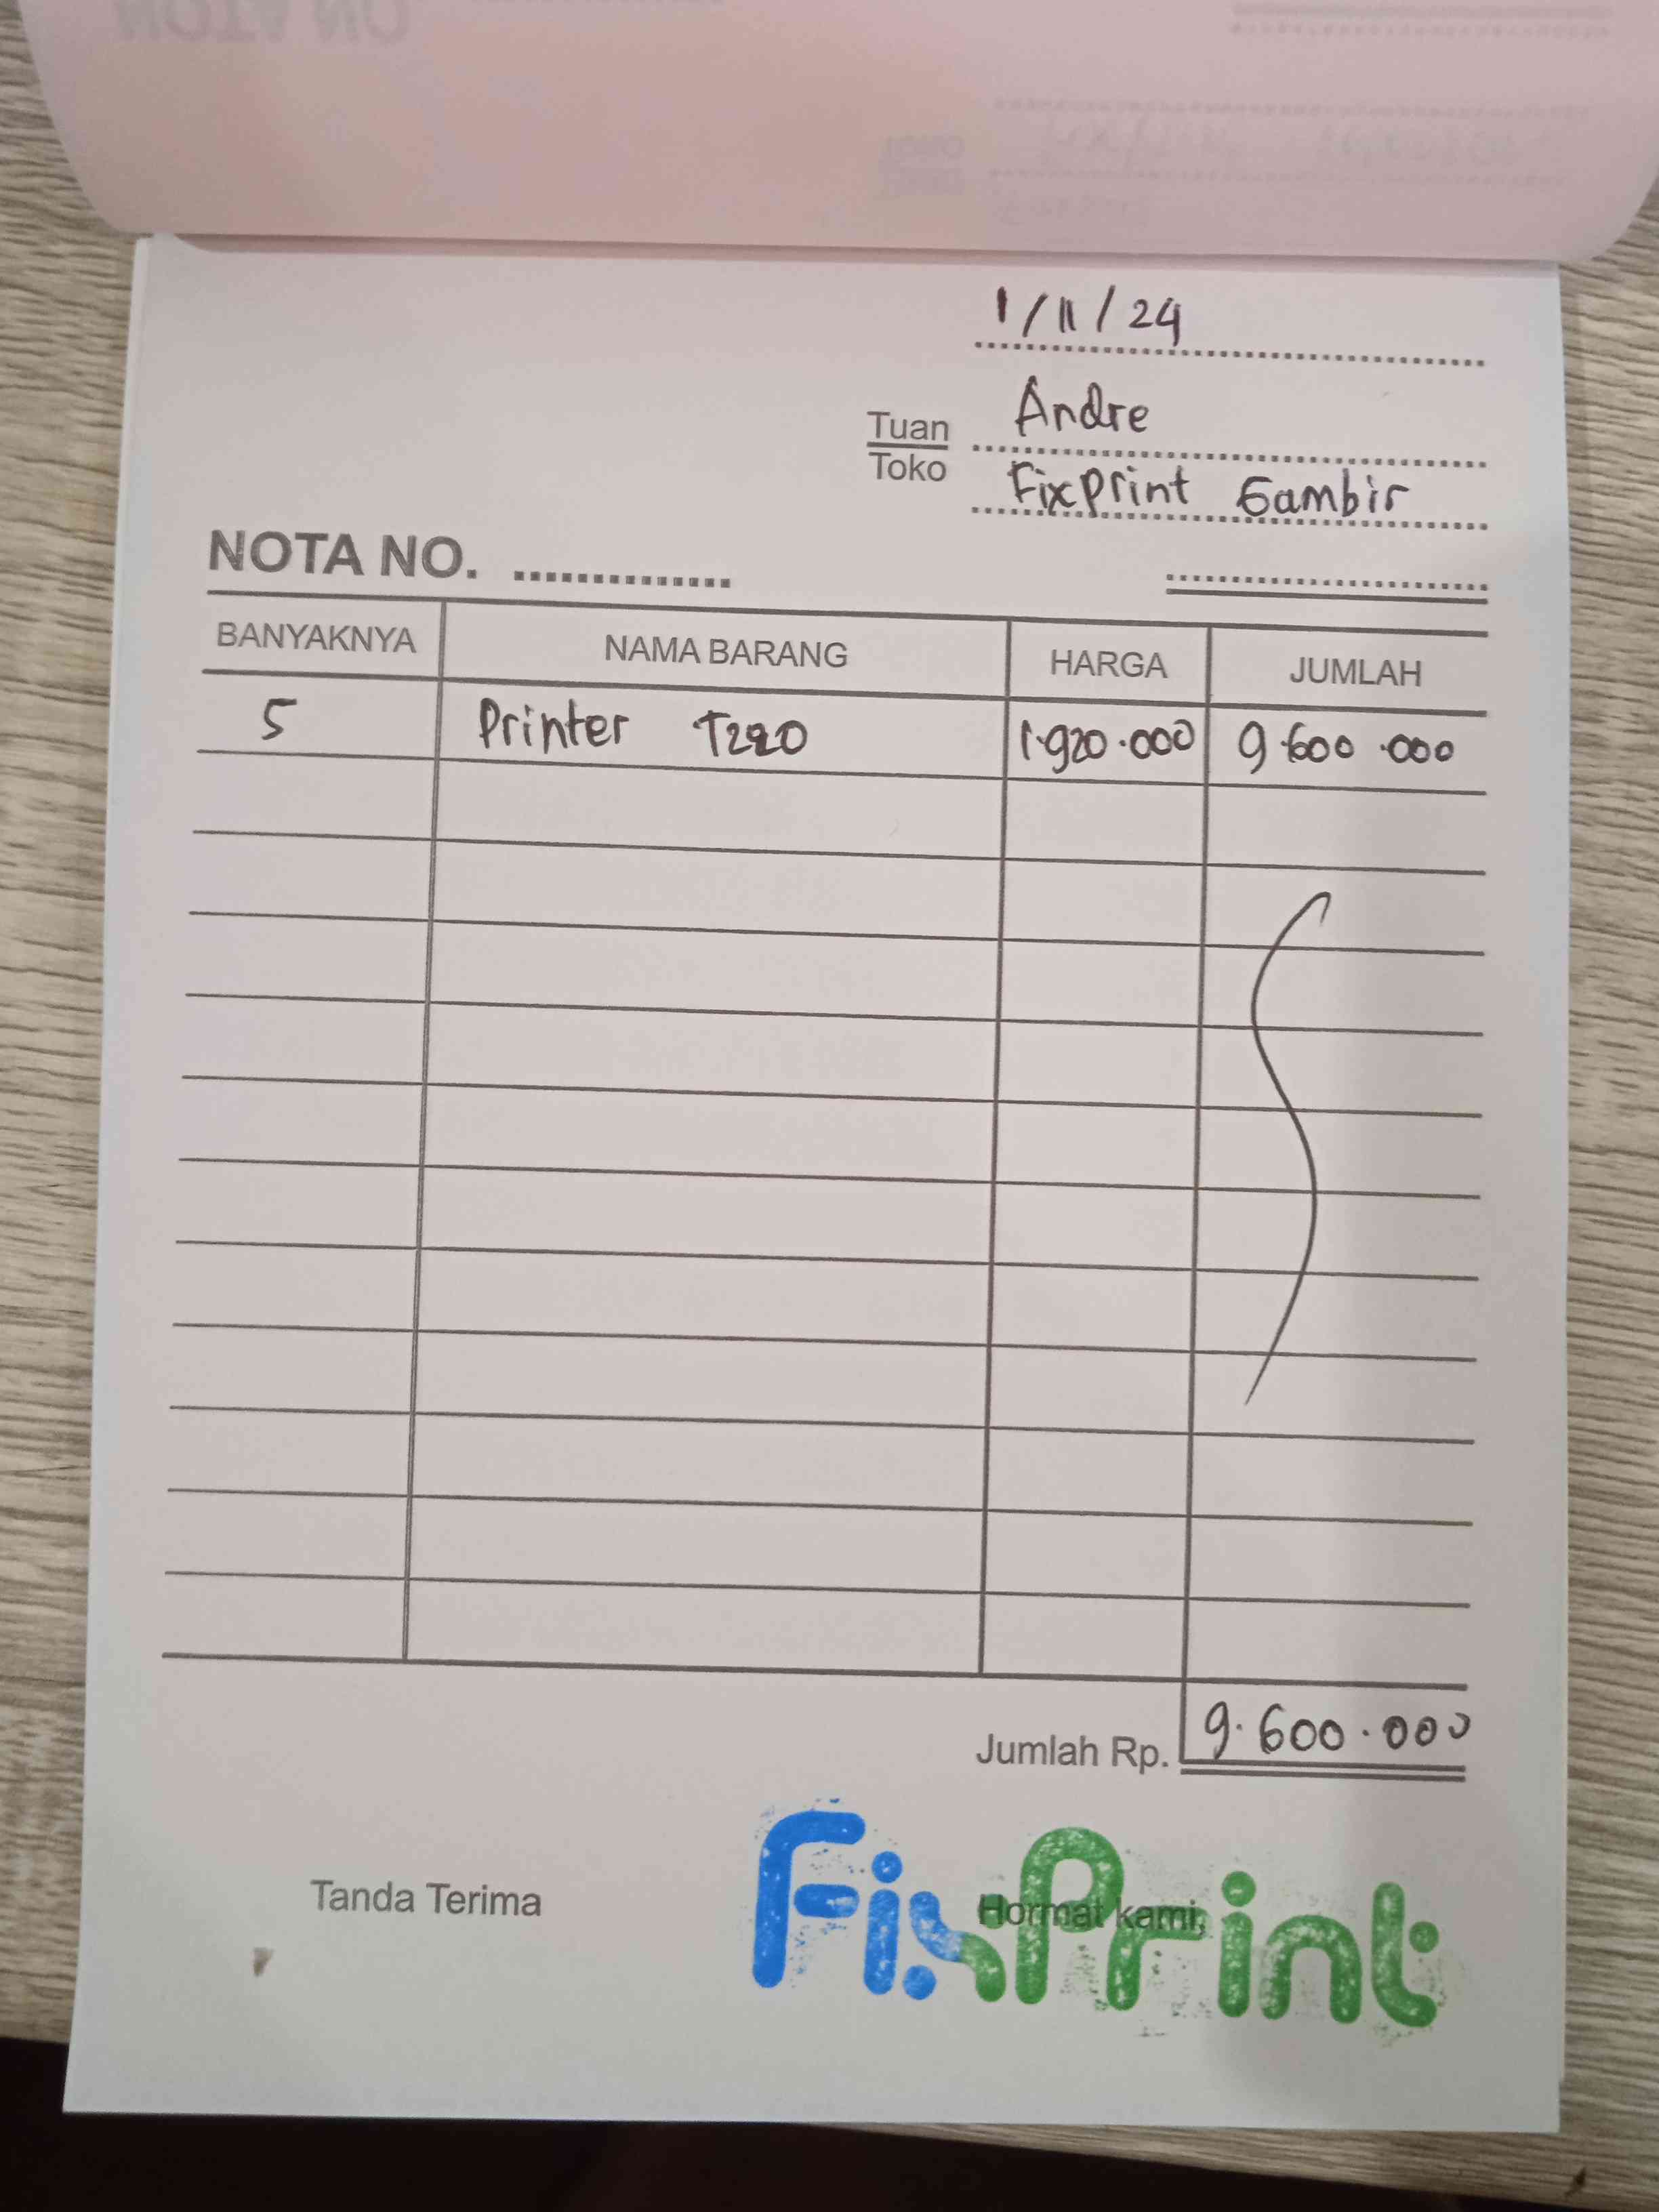 1/11/24
Tuan Andre
Toko Fixprint Gambir
NOTA NO. ...............
BANYAKNYA NAMA BARANG HARGA JUMLAH
5 Printer T220 1.920.000 9.600.000
Jumlah Rp. 9.600.000
Tanda Terima Hormat kami,
FixPrint